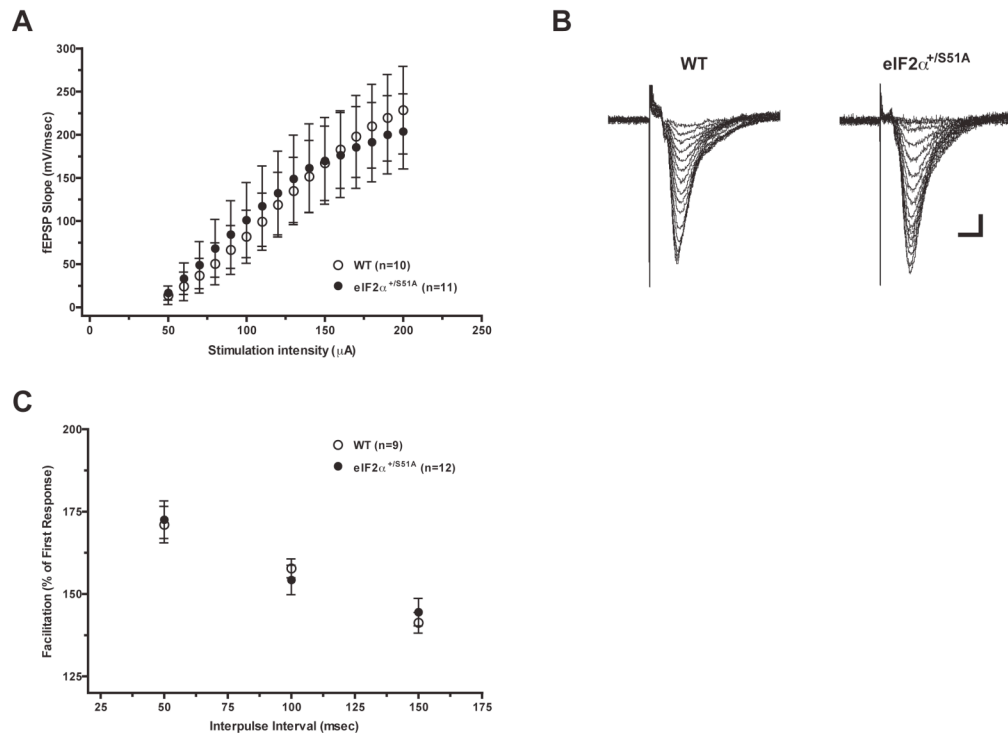 A
fEPSP Slope (mV/msec)
300
250
200
150
100
50
0
WT (n=10)
eIF2α+/S51A (n=11)
0 50 100 150 200 250
Stimulation intensity (μA)
B
WT eIF2α+/S51A
C
Facilitation (% of First Response)
200
175
150
125
WT (n=9)
eIF2α+/S51A (n=12)
25 50 75 100 125 150 175
Interpulse Interval (msec)